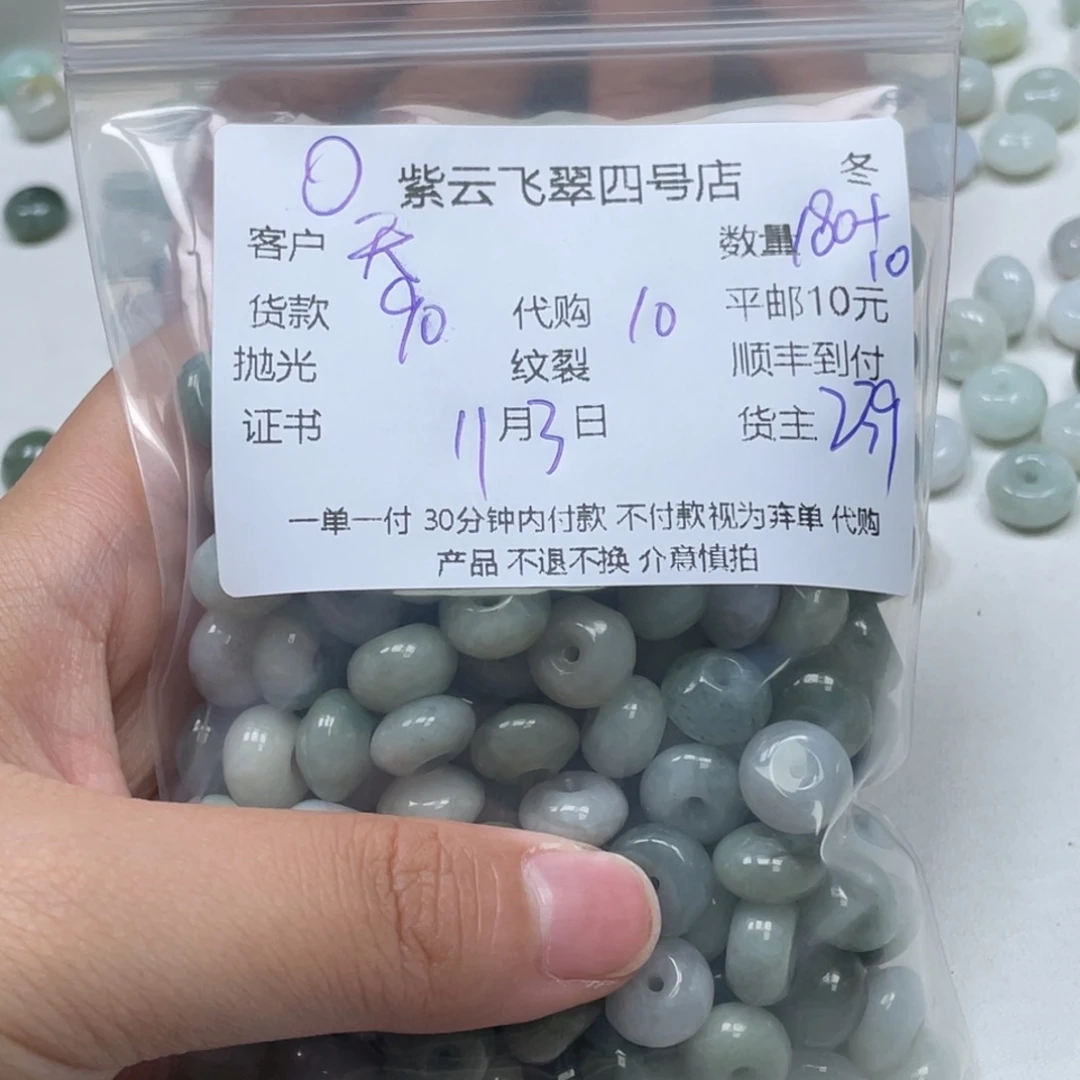 O 紫云飞翠四号店 冬
客户 天 数量 180+10
货款 90 代购 10 平邮10元
抛光 纹裂 顺丰到付
证书 11月3日 货主 239
一单一付 30分钟内付款 不付款视为弃单 代购
产品 不退不换 介意慎拍